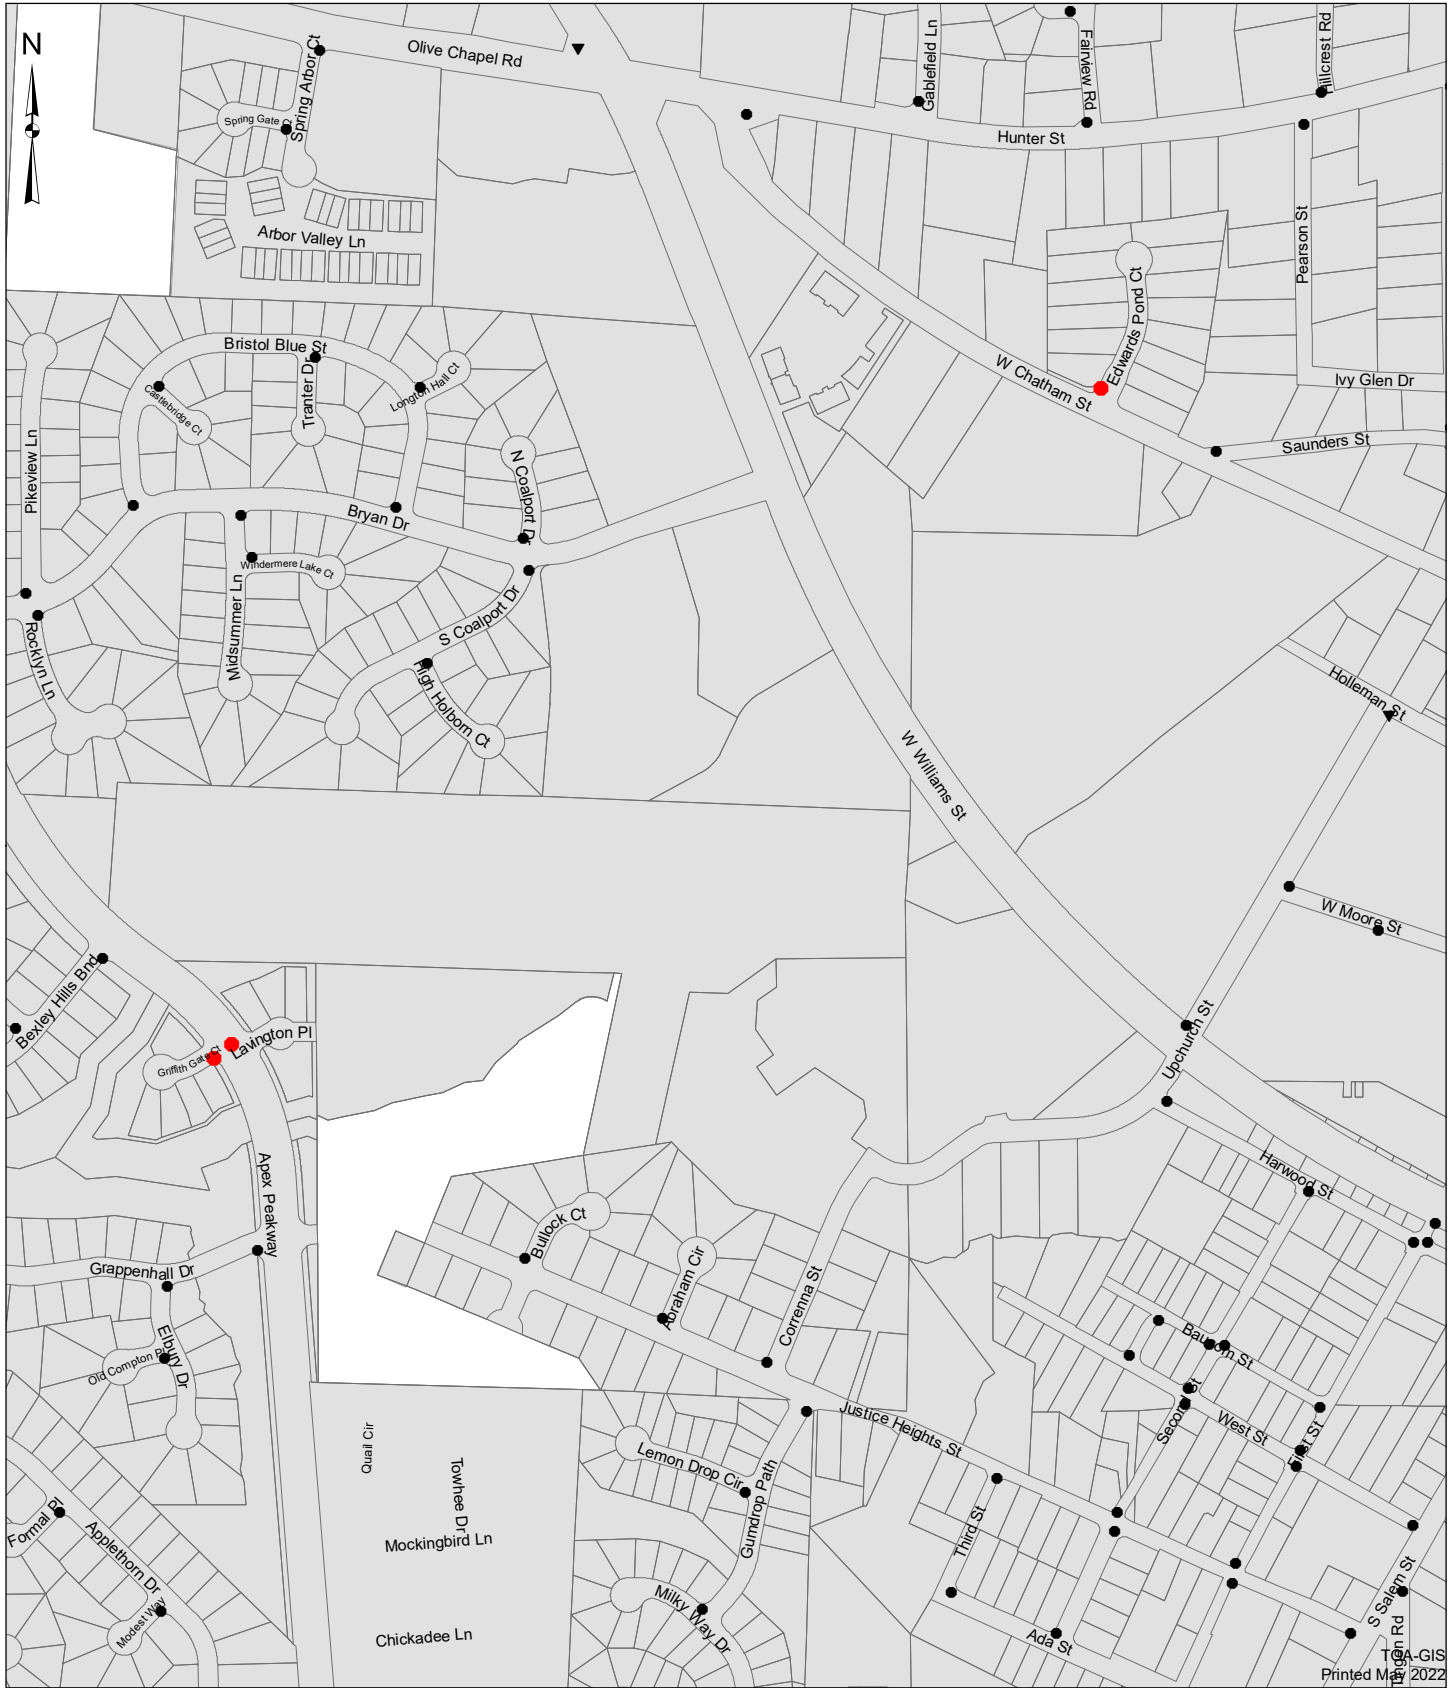 N
Olive Chapel Rd
Spring Arbor Ct
Spring Gate Ct
Gablefield Ln
Fairview Rd
Hillcrest Rd
Hunter St
Arbor Valley Ln
Pearson St
Edwards Pond Ct
W Chatham St
Ivy Glen Dr
Saunders St
Bristol Blue St
Tranter Dr
Longton Hall Ct
Castlebridge Ct
Pikeview Ln
N Coalport Dr
Bryan Dr
Windermere Lake Ct
Midsummer Ln
S Coalport Dr
High Holborn Ct
Rocklyn Ln
Holleman St
W Williams St
W Moore St
Bexley Hills Bnd
Lavington Pl
Griffith Gate Ct
Upchurch St
Apex Peakway
Harwood St
Bullock Ct
Abraham Cir
Correnna St
Grappenhall Dr
Elbury Dr
Old Compton Pl
Baucom St
Second St
West St
First St
Justice Heights St
Quail Cir
Towhee Dr
Mockingbird Ln
Chickadee Ln
Lemon Drop Cir
Gumdrop Path
Milky Way Dr
Third St
Ada St
S Salem St
Formal Pl
Applethorn Dr
Modest Way
TOA-GIS
Printed May 2022